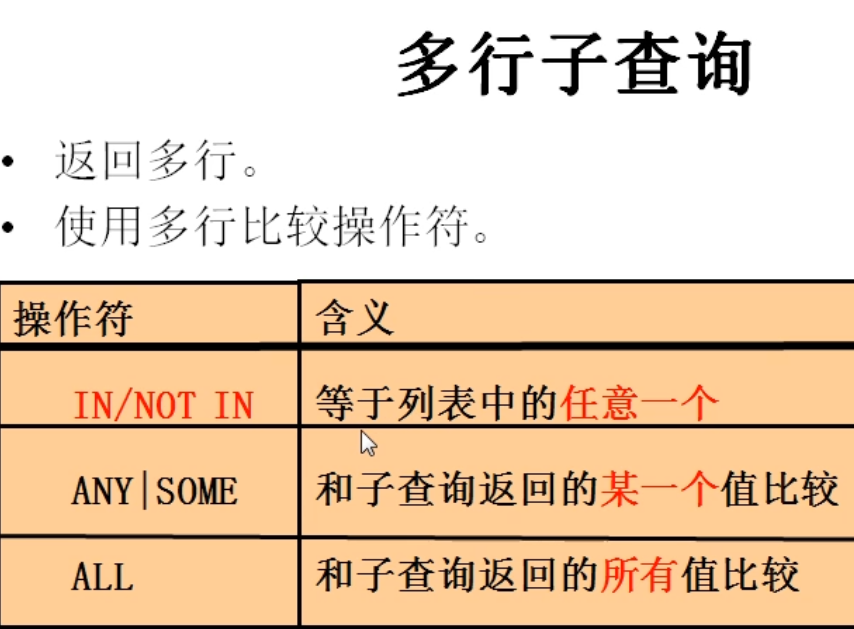 多行子查询
• 返回多行。
• 使用多行比较操作符。
操作符 含义
IN/NOT IN 等于列表中的任意一个
ANY|SOME 和子查询返回的某一个值比较
ALL 和子查询返回的所有值比较